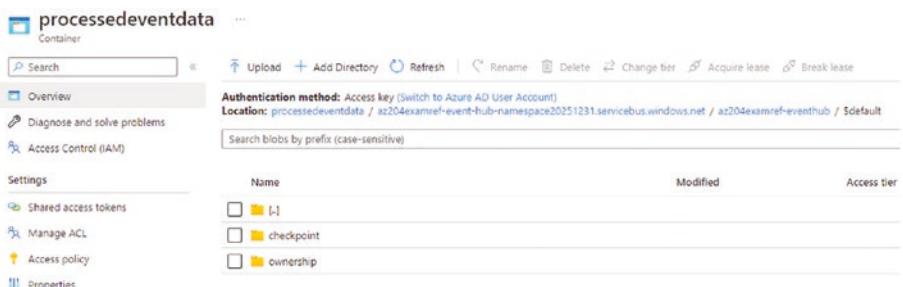 processedeventdata ...
Container
Search
«
Upload + Add Directory Refresh Rename Delete Change tier Acquire lease Break lease
Overview
Diagnose and solve problems
Access Control (IAM)
Authentication method: Access key (Switch to Azure AD User Account)
Location: processedeventdata / az204examref-event-hub-namespace20251231.servicebus.windows.net / az204examref-eventhub / $default
Search blobs by prefix (case-sensitive)
Settings
Shared access tokens
Manage ACL
Access policy
Properties
Name Modified Access tier
[..]
checkpoint
ownership